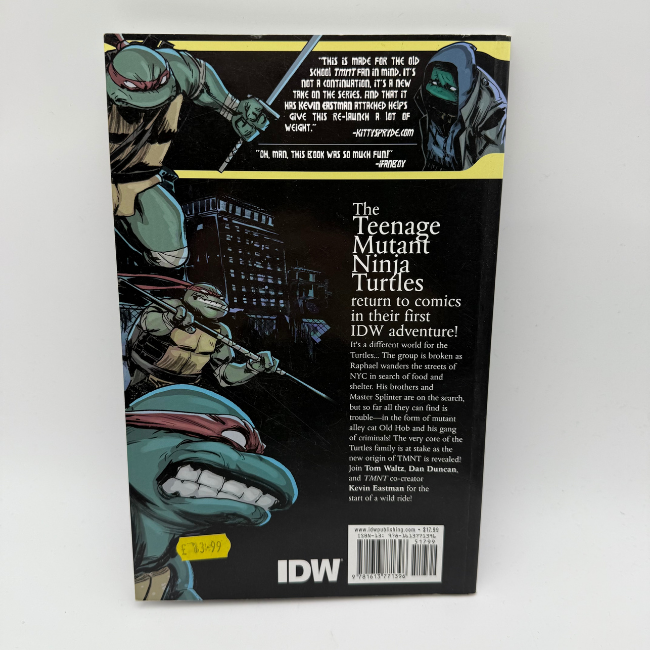 "THIS IS MADE FOR THE OLD
SCHOOL TMNT FAN IN MIND. IT'S
NOT A CONTINUATION, IT'S A NEW
TAKE ON THE SERIES. AND THAT IT
HAS KEVIN EASTMAN ATTACHED HELPS
GIVE THIS RE-LAUNCH A LOT OF
WEIGHT."
-KITTYSPRYDE.COM
"OH, MAN, THIS BOOK WAS SO MUCH FUN!"
-IFANBOY
The
Teenage
Mutant
Ninja
Turtles
return to comics
in their first
IDW adventure!
It's a different world for the
Turtles... The group is broken as
Raphael wanders the streets of
NYC in search of food and
shelter. His brothers and
Master Splinter are on the search,
but so far all they can find is
trouble—in the form of mutant
alley cat Old Hob and his gang
of criminals! The very core of the
Turtles family is at stake as the
new origin of TMNT is revealed!
Join Tom Waltz, Dan Duncan,
and TMNT co-creator
Kevin Eastman for the
start of a wild ride!
www.idwpublishing.com • $17.99
ISBN-13: 978-1613771396
51799
9 781613 771396
IDW